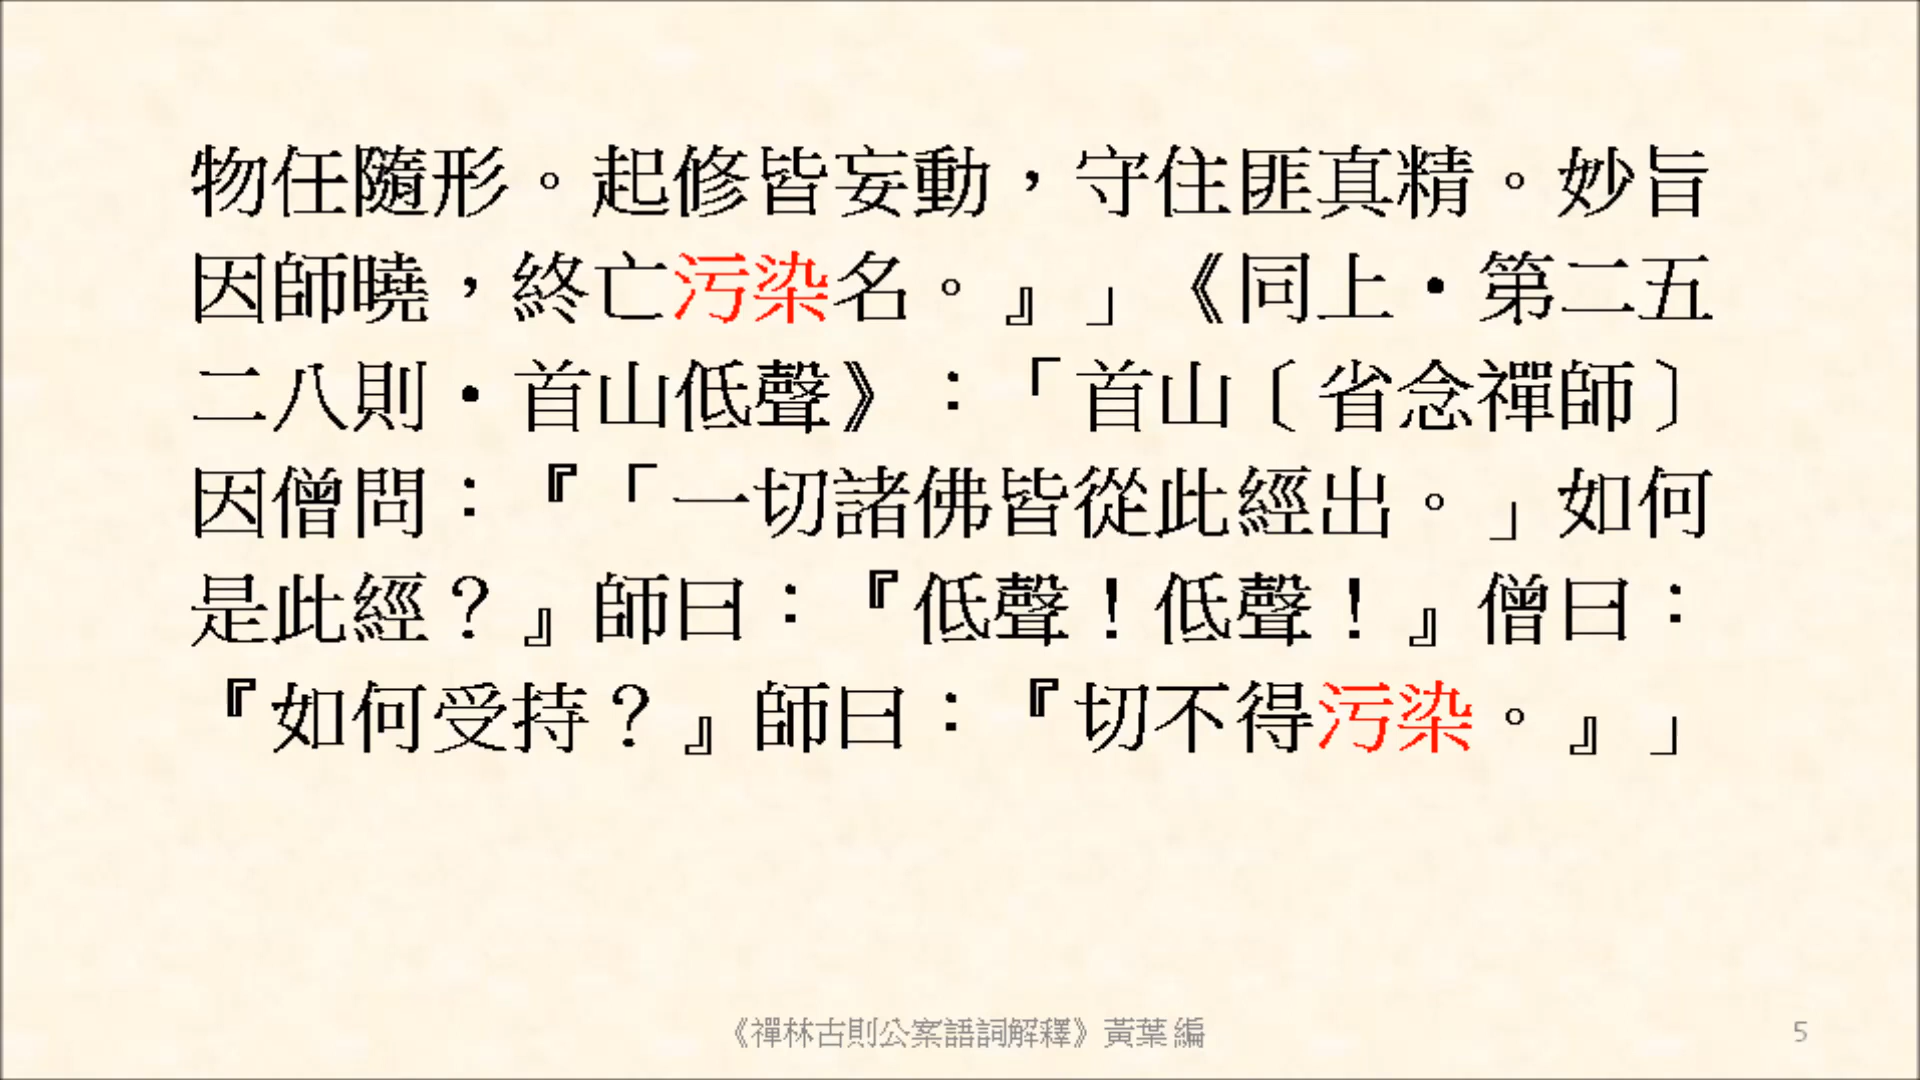 物任隨形。起修皆妄動，守住匪真精。妙旨
因師曉，終亡污染名。』」《同上‧第二五
二八則‧首山低聲》：「首山〔省念禪師〕
因僧問：『「一切諸佛皆從此經出。」如何
是此經？』師曰：『低聲！低聲！』僧曰：
『如何受持？』師曰：『切不得污染。』」
《禪林古則公案語詞解釋》黃葉 編
5